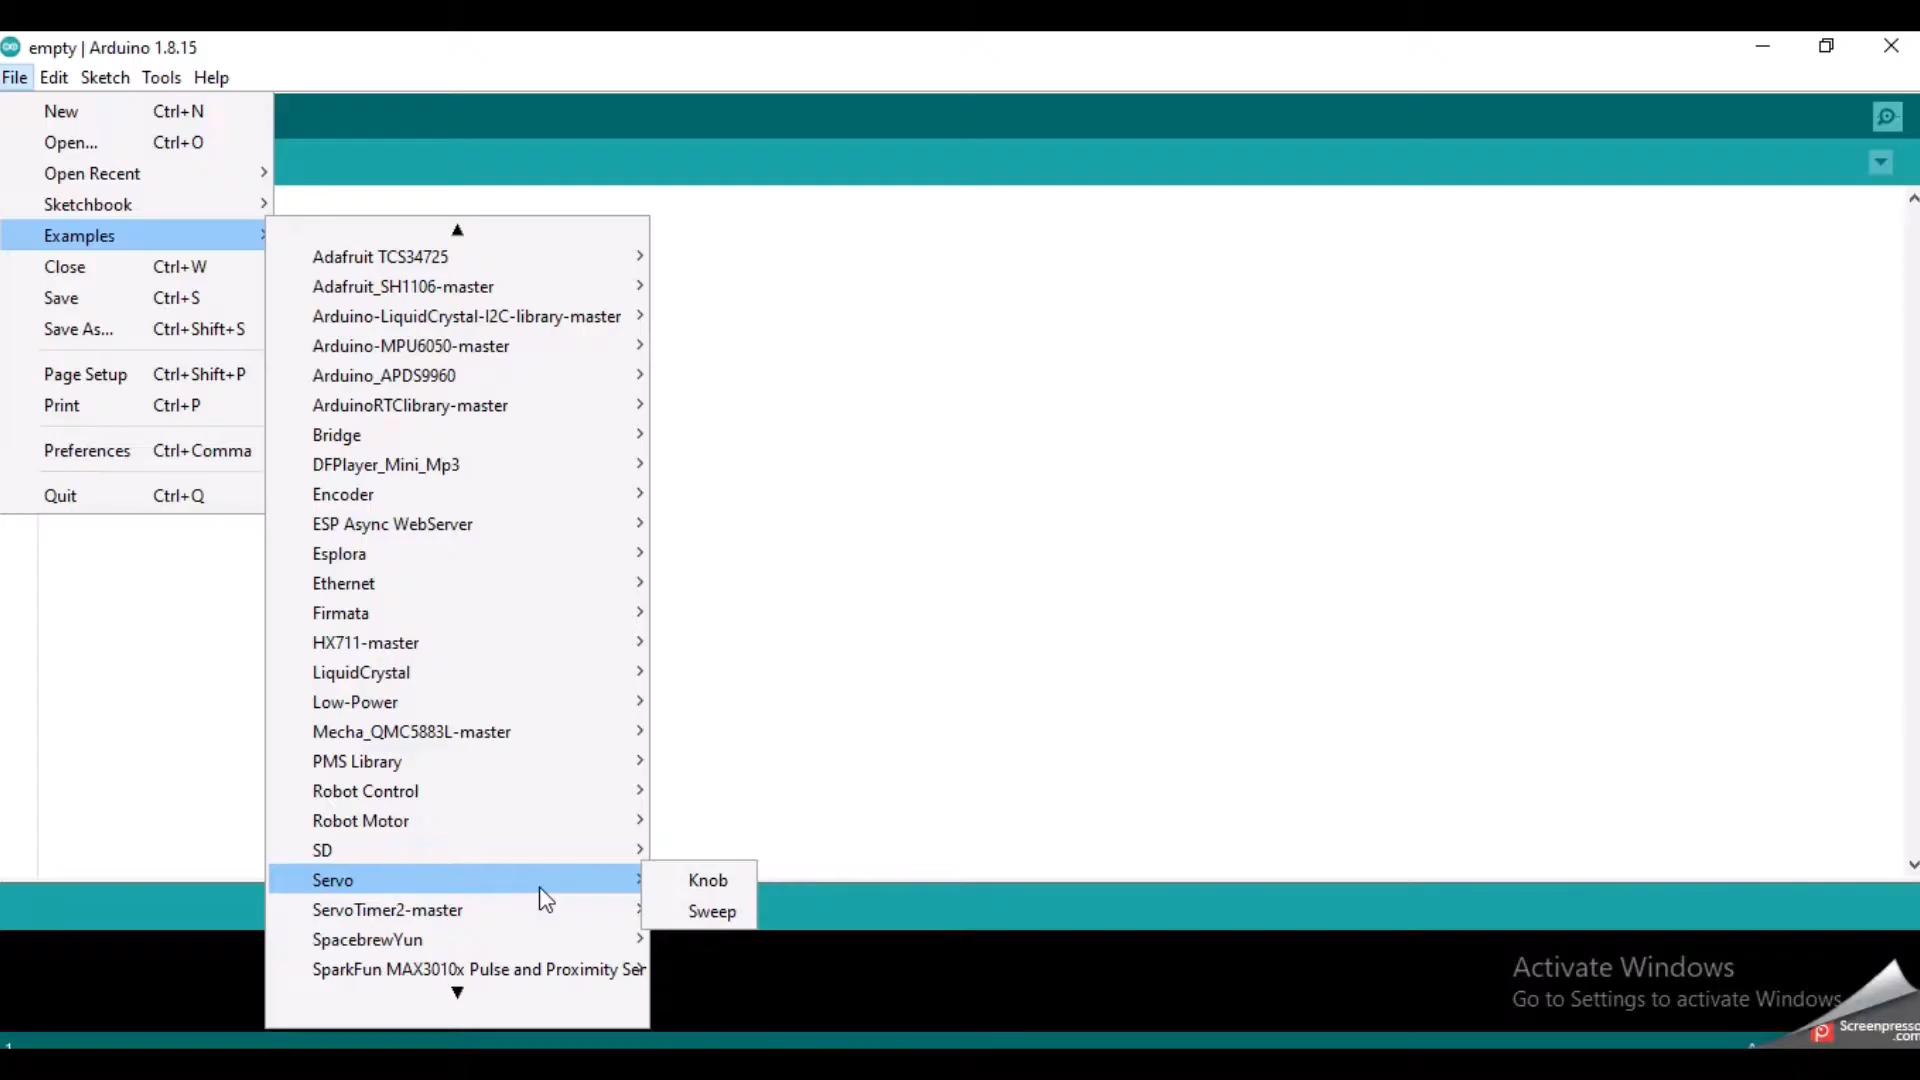 empty | Arduino 1.8.15
File Edit Sketch Tools Help
New Ctrl+N
Open... Ctrl+O
Open Recent
Sketchbook
Examples
Close Ctrl+W
Save Ctrl+S
Save As... Ctrl+Shift+S
Page Setup Ctrl+Shift+P
Print Ctrl+P
Preferences Ctrl+Comma
Quit Ctrl+Q
Adafruit TCS34725
Adafruit_SH1106-master
Arduino-LiquidCrystal-I2C-library-master
Arduino-MPU6050-master
Arduino_APDS9960
ArduinoRTClibrary-master
Bridge
DFPlayer_Mini_Mp3
Encoder
ESP Async WebServer
Esplora
Ethernet
Firmata
HX711-master
LiquidCrystal
Low-Power
Mecha_QMC5883L-master
PMS Library
Robot Control
Robot Motor
SD
Servo
ServoTimer2-master
SpacebrewYun
SparkFun MAX3010x Pulse and Proximity Ser
Knob
Sweep
Activate Windows
Go to Settings to activate Windows.
Screenpresso
.com
1